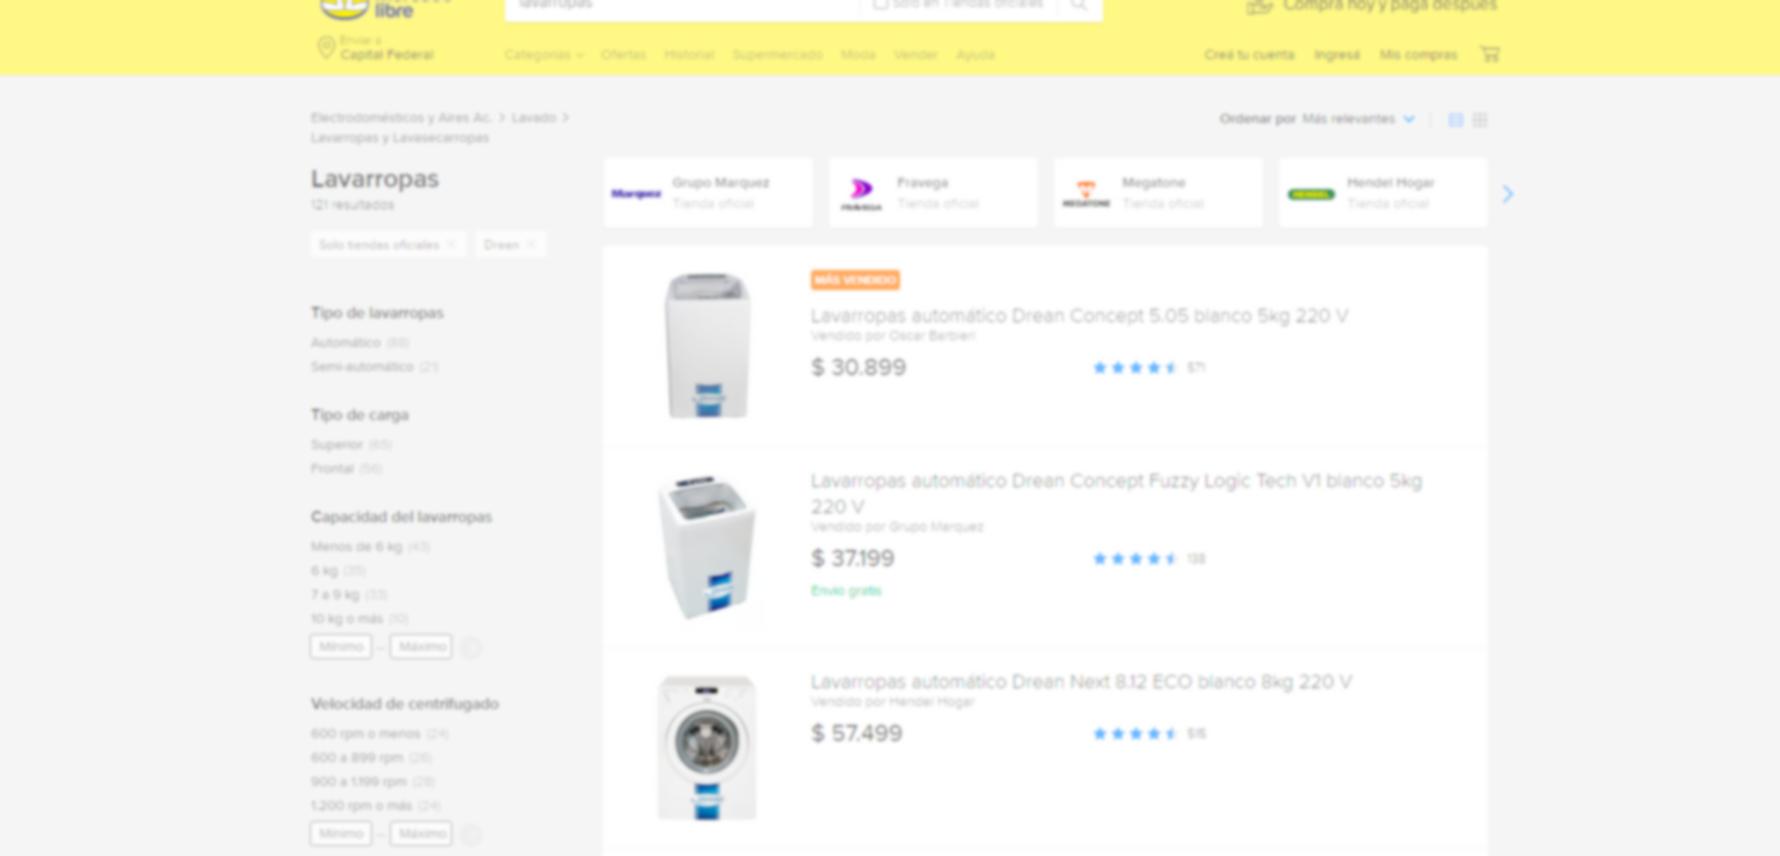 libre
lavarropas
Solo en Tiendas oficiales
Comprá hoy y pagá después
Enviar a
Capital Federal
Categorías
Ofertas
Historial
Supermercado
Moda
Vender
Ayuda
Creá tu cuenta
Ingresá
Mis compras
Electrodomésticos y Aires Ac. > Lavado >
Lavarropas y Lavasecarropas
Ordenar por Más relevantes
Lavarropas
121 resultados
Solo tiendas oficiales ×
Drean ×
Marquez
Grupo Marquez
Tienda oficial
FRAVEGA
Fravega
Tienda oficial
MEGATONE
Megatone
Tienda oficial
HENDEL
Hendel Hogar
Tienda oficial
Tipo de lavarropas
Automático (88)
Semi-automático (21)
Tipo de carga
Superior (65)
Frontal (56)
Capacidad del lavarropas
Menos de 6 kg (43)
6 kg (35)
7 a 9 kg (33)
10 kg o más (10)
Mínimo – Máximo
Velocidad de centrifugado
600 rpm o menos (24)
600 a 899 rpm (26)
900 a 1.199 rpm (28)
1.200 rpm o más (24)
Mínimo – Máximo
MÁS VENDIDO
Lavarropas automático Drean Concept 5.05 blanco 5kg 220 V
Vendido por Oscar Barbieri
$ 30.899
571
Lavarropas automático Drean Concept Fuzzy Logic Tech V1 blanco 5kg
220 V
Vendido por Grupo Marquez
$ 37.199
138
Envío gratis
Lavarropas automático Drean Next 8.12 ECO blanco 8kg 220 V
Vendido por Hendel Hogar
$ 57.499
515